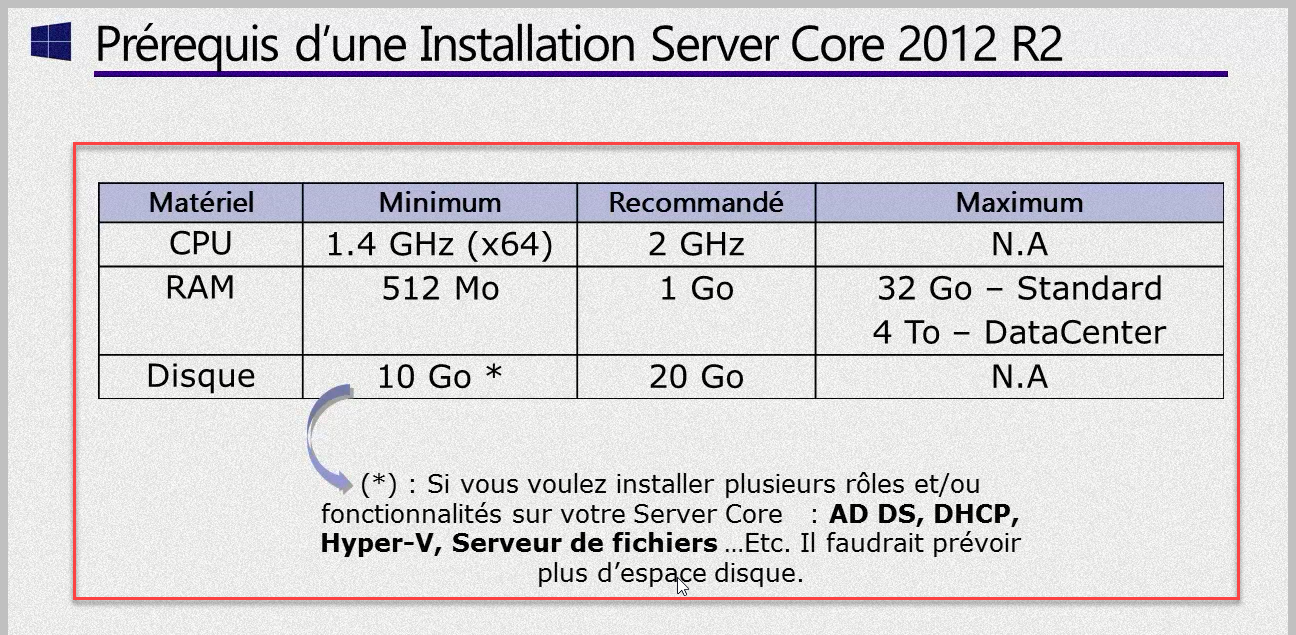 Prérequis d’une Installation Server Core 2012 R2
Matériel Minimum Recommandé Maximum
CPU 1.4 GHz (x64) 2 GHz N.A
RAM 512 Mo 1 Go 32 Go – Standard
4 To – DataCenter
Disque 10 Go * 20 Go N.A
(*) : Si vous voulez installer plusieurs rôles et/ou
fonctionnalités sur votre Server Core : AD DS, DHCP,
Hyper-V, Serveur de fichiers …Etc. Il faudrait prévoir
plus d’espace disque.